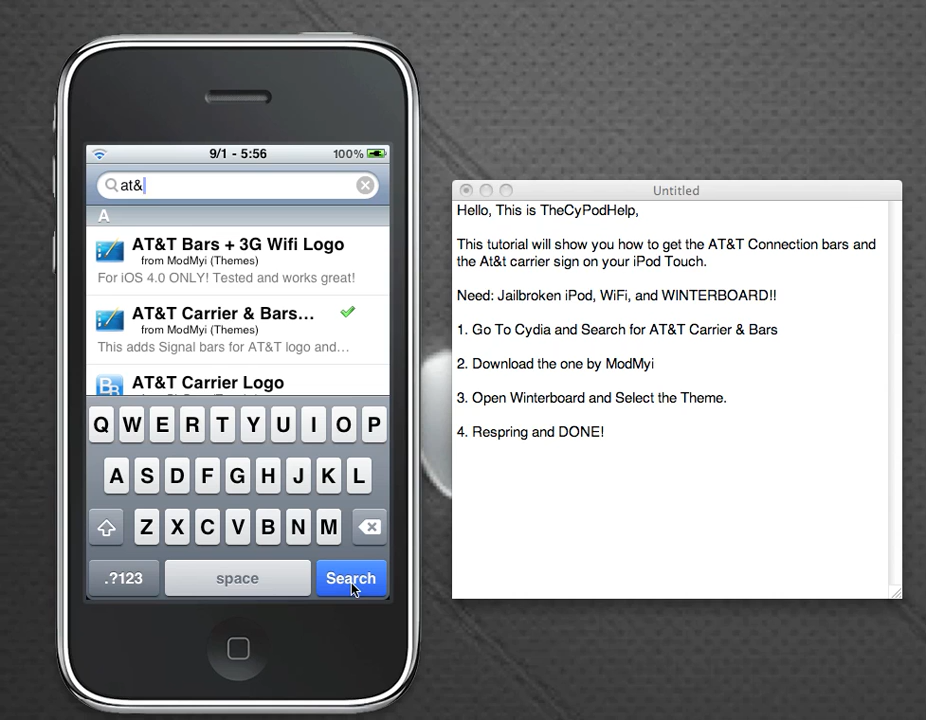 9/1 - 5:56
100%
at&
A
AT&T Bars + 3G Wifi Logo
from ModMyi (Themes)
For iOS 4.0 ONLY! Tested and works great!
AT&T Carrier & Bars...
from ModMyi (Themes)
This adds Signal bars for AT&T logo and...
AT&T Carrier Logo
Q W E R T Y U I O P
A S D F G H J K L
Z X C V B N M
.?123
space
Search
Untitled
Hello, This is TheCyPodHelp,
This tutorial will show you how to get the AT&T Connection bars and
the At&t carrier sign on your iPod Touch.
Need: Jailbroken iPod, WiFi, and WINTERBOARD!!
1. Go To Cydia and Search for AT&T Carrier & Bars
2. Download the one by ModMyi
3. Open Winterboard and Select the Theme.
4. Respring and DONE!